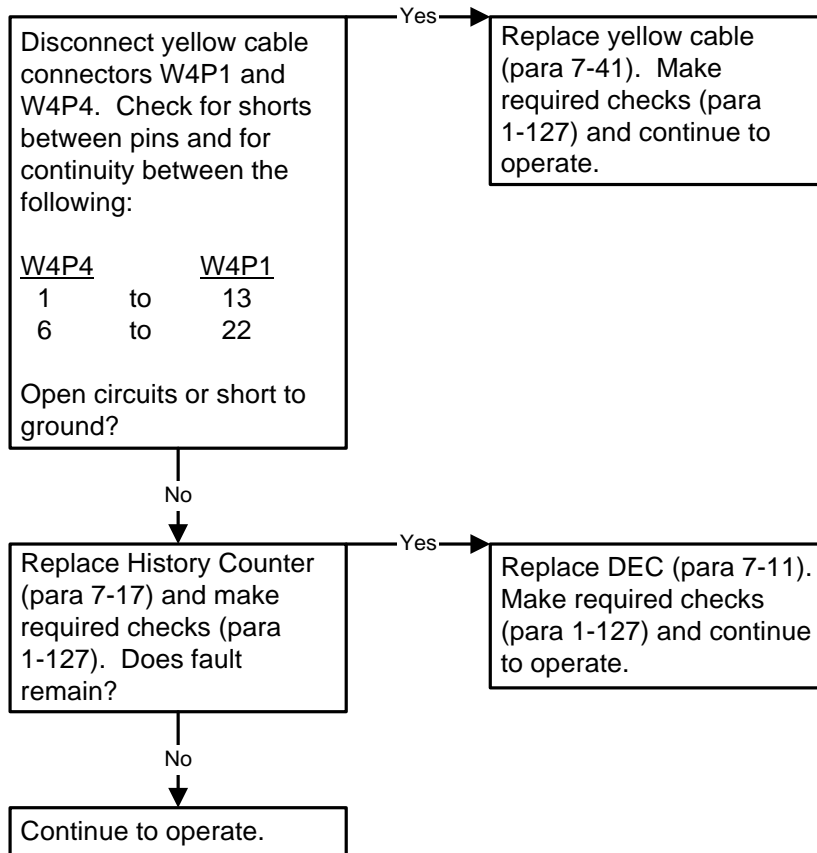 Disconnect yellow cable
connectors W4P1 and
W4P4. Check for shorts
between pins and for
continuity between the
following:
W4P4 W4P1
1 to 13
6 to 22
Open circuits or short to
ground?
Yes
Replace yellow cable
(para 7-41). Make
required checks (para
1-127) and continue to
operate.
No
Replace History Counter
(para 7-17) and make
required checks (para
1-127). Does fault
remain?
Yes
Replace DEC (para 7-11).
Make required checks
(para 1-127) and continue
to operate.
No
Continue to operate.